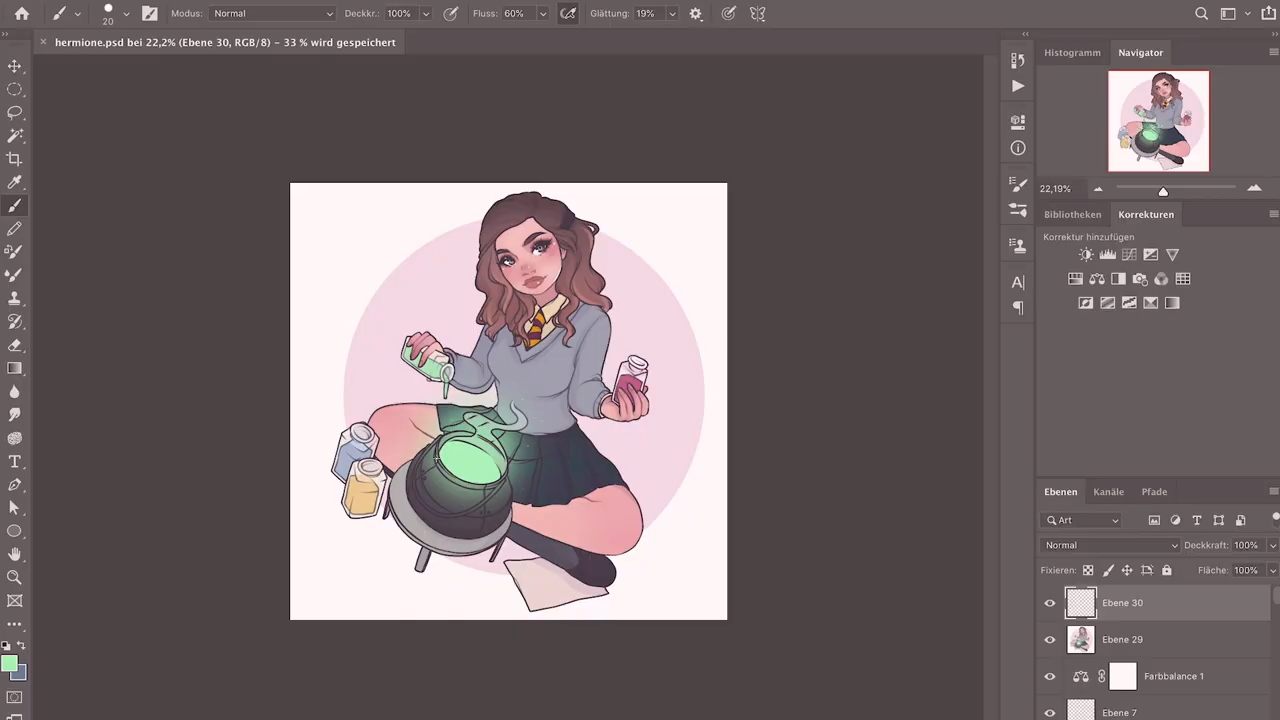 20 Modus: Normal Deckkr.: 100% Fluss: 60% Glättung: 19%
hermione.psd bei 22,2% (Ebene 30, RGB/8) – 33 % wird gespeichert
Histogramm Navigator
22,19%
Bibliotheken Korrekturen
Korrektur hinzufügen
Ebenen Kanäle Pfade
Art
Normal Deckkraft: 100%
Fixieren: Fläche: 100%
Ebene 30
Ebene 29
Farbbalance 1
Ebene 7